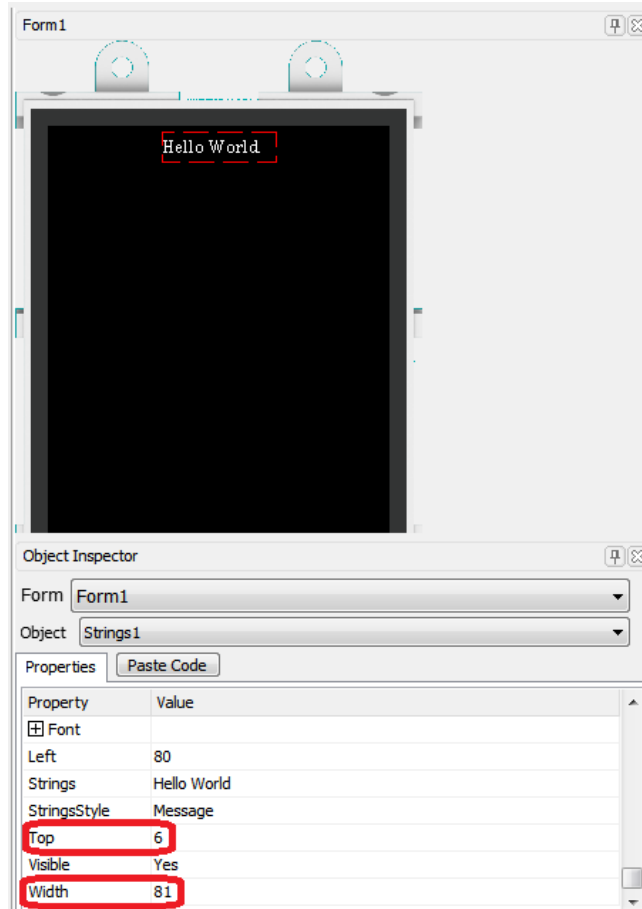 Form1
Hello World
Object Inspector
Form Form1
Object Strings1
Properties Paste Code
Property Value
Font
Left 80
Strings Hello World
StringsStyle Message
Top 6
Visible Yes
Width 81